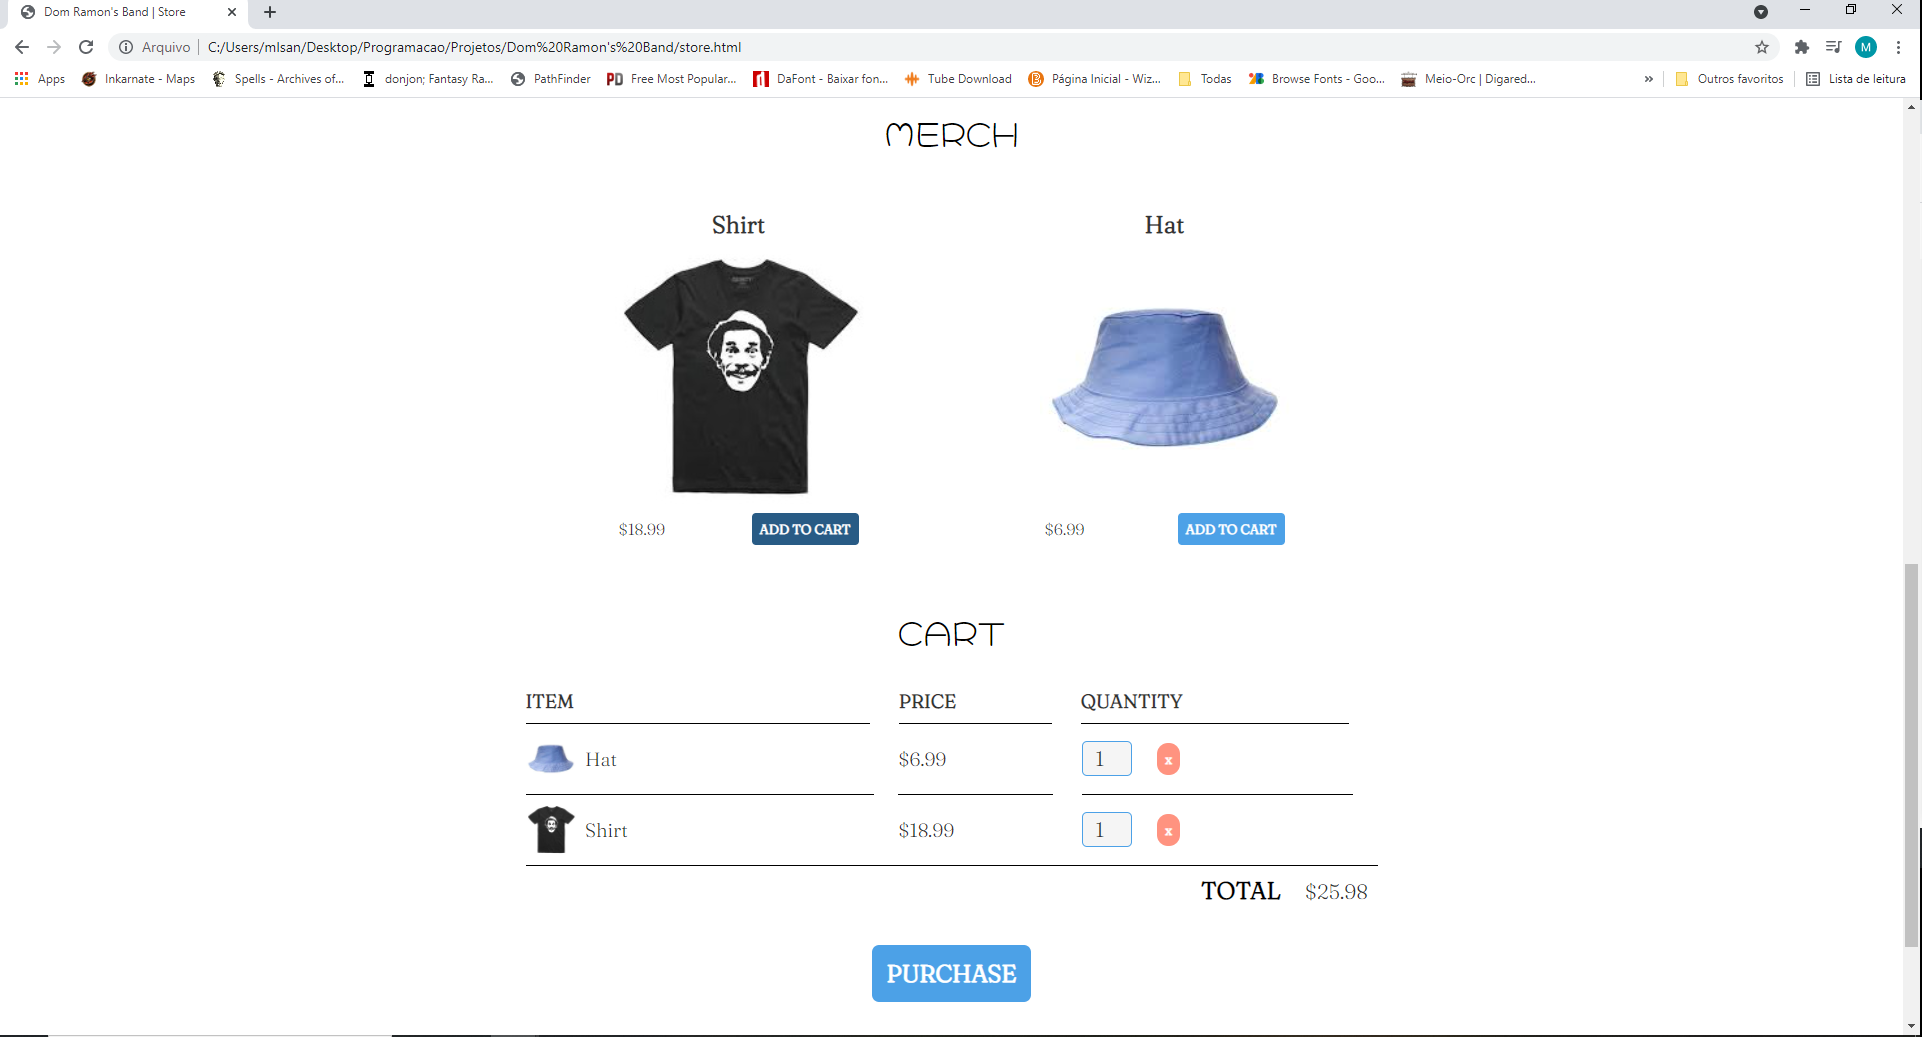 Dom Ramon's Band | Store
Arquivo | C:/Users/mlsan/Desktop/Programacao/Projetos/Dom%20Ramon's%20Band/store.html
M
Apps Inkarnate - Maps Spells - Archives of... donjon; Fantasy Ra... PathFinder PD Free Most Popular... DaFont - Baixar fon... Tube Download Página Inicial - Wiz... Todas Browse Fonts - Goo... Meio-Orc | Digared... » Outros favoritos Lista de leitura
MERCH
Shirt Hat
$18.99 ADD TO CART $6.99 ADD TO CART
CART
ITEM PRICE QUANTITY
Hat $6.99 1 x
Shirt $18.99 1 x
TOTAL $25.98
PURCHASE